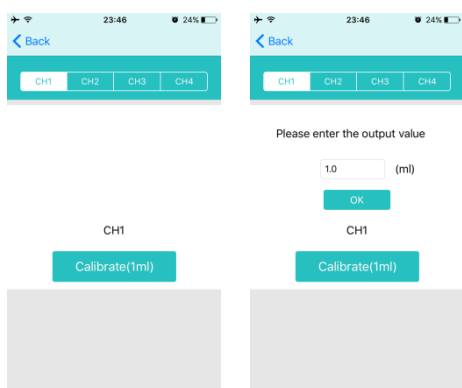 23:46
24%
Back
CH1 CH2 CH3 CH4
CH1
Calibrate(1ml)
23:46
24%
Back
CH1 CH2 CH3 CH4
Please enter the output value
1.0 (ml)
OK
CH1
Calibrate(1ml)